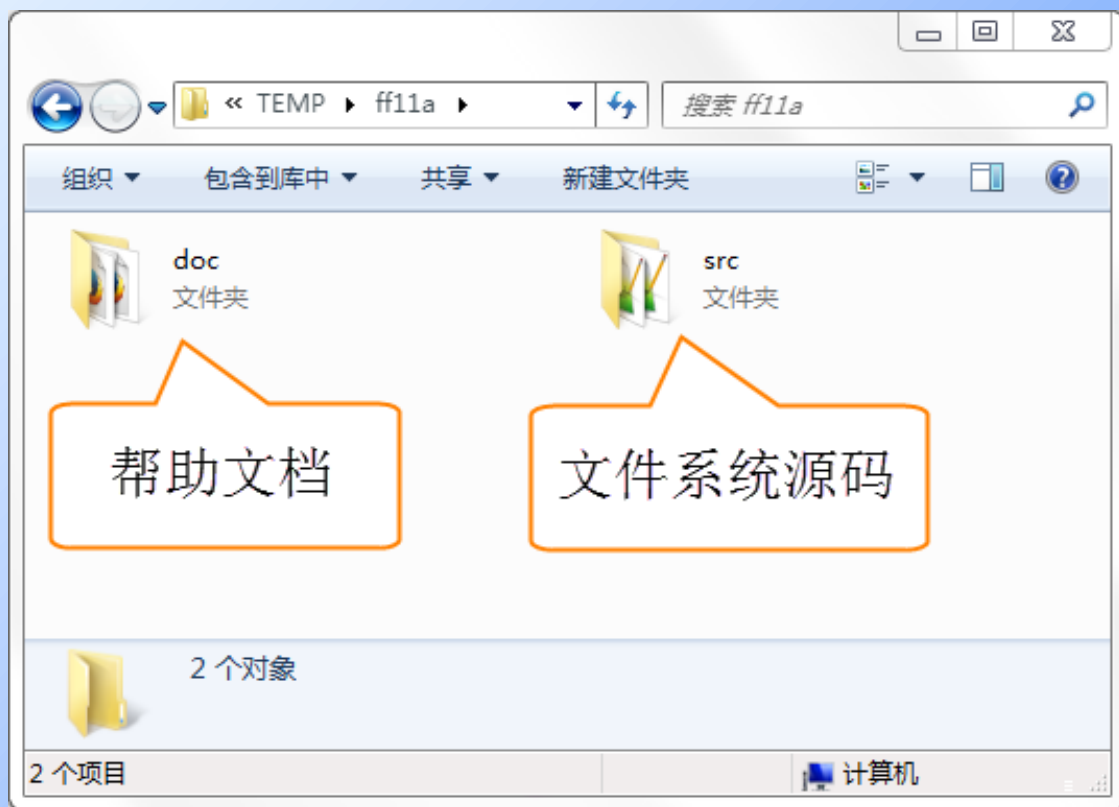 « TEMP ▸ ff11a ▸
搜索 ff11a
组织 包含到库中 共享 新建文件夹
doc
文件夹
src
文件夹
帮助文档
文件系统源码
2 个对象
2 个项目
计算机